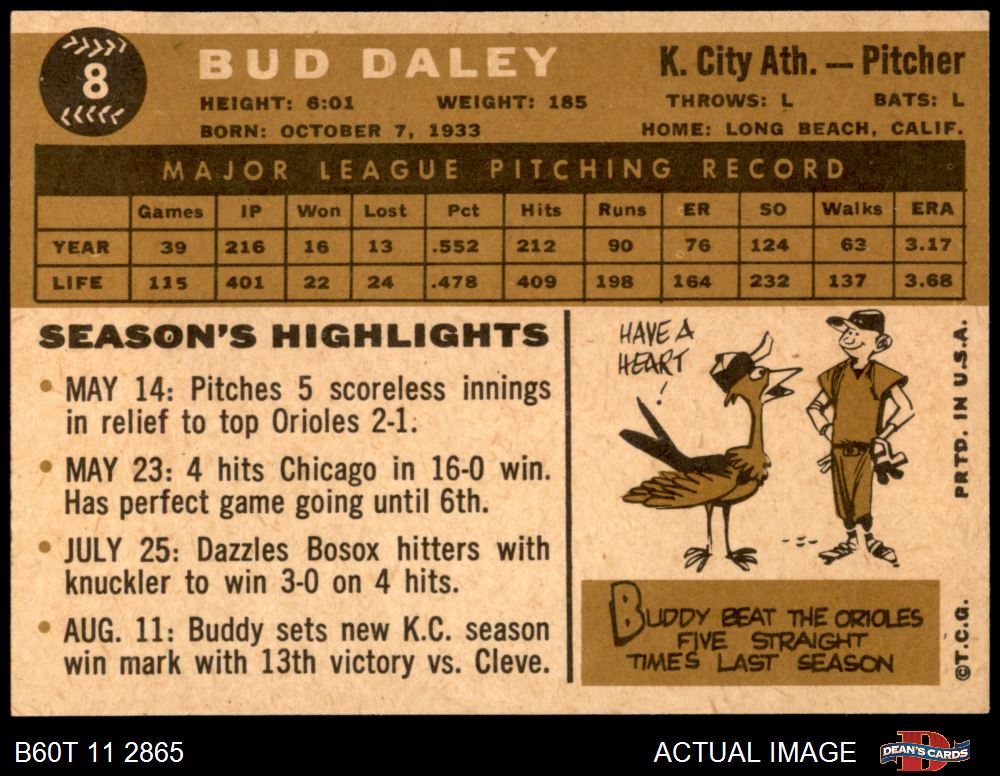 8
BUD DALEY
K. City Ath. — Pitcher
HEIGHT: 6:01 WEIGHT: 185 THROWS: L BATS: L
BORN: OCTOBER 7, 1933 HOME: LONG BEACH, CALIF.
MAJOR LEAGUE PITCHING RECORD
Games IP Won Lost Pct Hits Runs ER SO Walks ERA
YEAR 39 216 16 13 .552 212 90 76 124 63 3.17
LIFE 115 401 22 24 .478 409 198 164 232 137 3.68
SEASON'S HIGHLIGHTS
• MAY 14: Pitches 5 scoreless innings
in relief to top Orioles 2-1.
• MAY 23: 4 hits Chicago in 16-0 win.
Has perfect game going until 6th.
• JULY 25: Dazzles Bosox hitters with
knuckler to win 3-0 on 4 hits.
• AUG. 11: Buddy sets new K.C. season
win mark with 13th victory vs. Cleve.
HAVE A
HEART
!
BUDDY BEAT THE ORIOLES
FIVE STRAIGHT
TIMES LAST SEASON
PRTD. IN U.S.A.
©T.C.G.
B60T 11 2865
ACTUAL IMAGE
D
DEAN'S CARDS